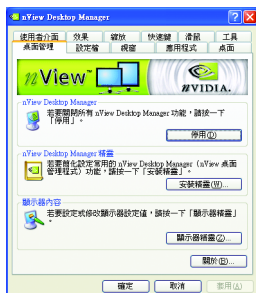 nView Desktop Manager
使用者介面 效果 縮放 快速鍵 滑鼠 工具
桌面管理 設定檔 視窗 應用程式 桌面
nView™
NVIDIA.
nView Desktop Manager
若要關閉所有 nView Desktop Manager 功能，請按一下
「停用」。
停用(D)
nView Desktop Manager 精靈
若要簡化設定常用的 nView Desktop Manager（nView 桌面
管理程式）功能，請按一下「安裝精靈」。
安裝精靈(W)...
顯示器內容
若要設定或修改顯示器設定值，請按一下「顯示器精靈」
。
顯示器精靈(Z)...
關於(B)...
確定 取消 套用(A)